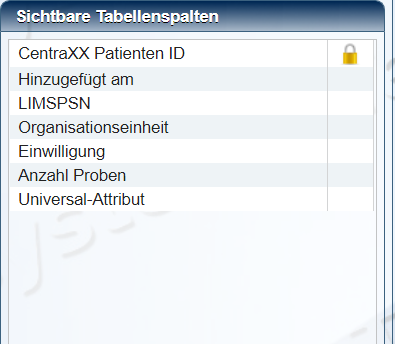 Sichtbare Tabellenspalten
CentraXX Patienten ID
Hinzugefügt am
LIMSPSN
Organisationseinheit
Einwilligung
Anzahl Proben
Universal-Attribut